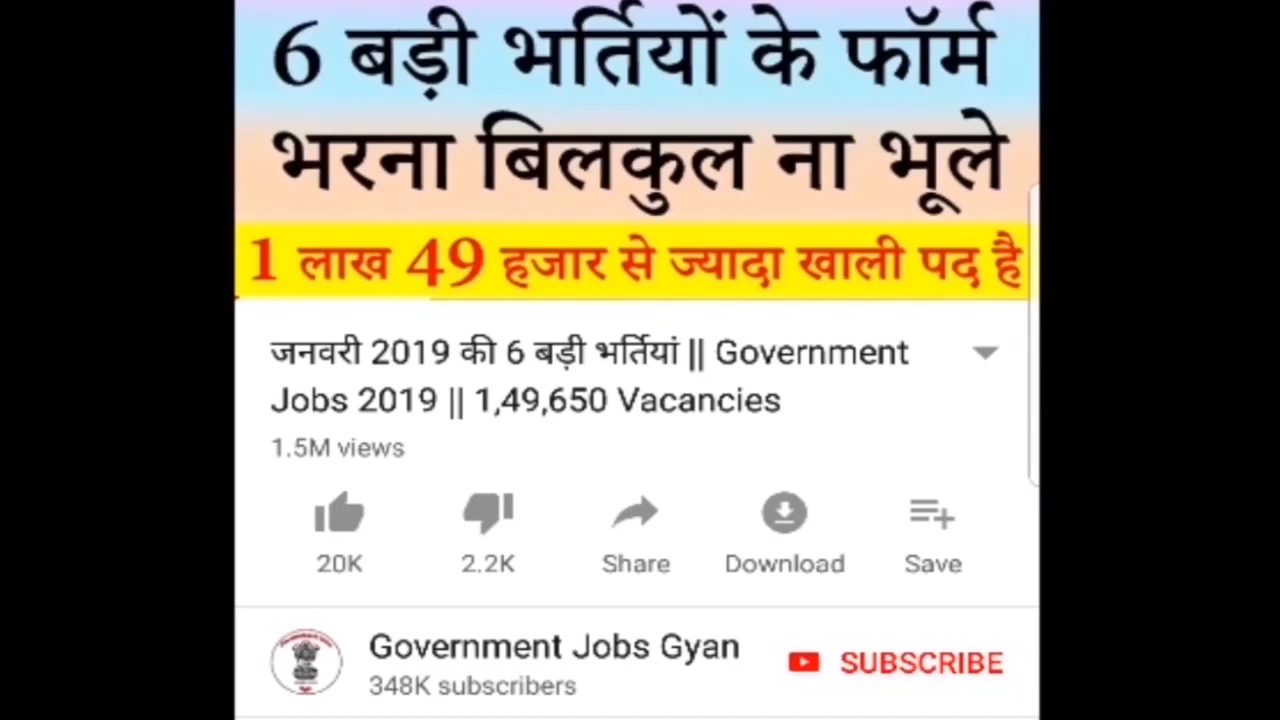 6 बड़ी भर्तियों के फॉर्म
भरना बिलकुल ना भूले
1 लाख 49 हजार से ज्यादा खाली पद है
जनवरी 2019 की 6 बड़ी भर्तियां || Government
Jobs 2019 || 1,49,650 Vacancies
1.5M views
20K 2.2K Share Download Save
Government Jobs Gyan SUBSCRIBE
348K subscribers